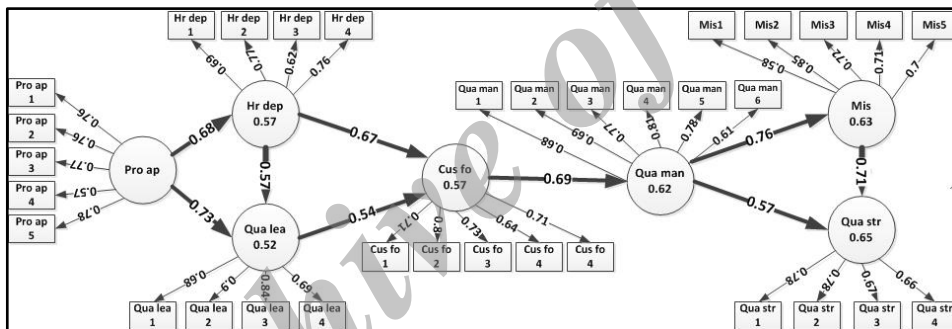 Hr dep
1
Hr dep
2
Hr dep
3
Hr dep
4
Mis1
Mis2
Mis3
Mis4
Mis5
0.69
0.77
0.62
0.76
0.58
0.85
0.72
0.71
0.7
Pro ap
1
Pro ap
2
Pro ap
3
Pro ap
4
Pro ap
5
0.76
0.76
0.77
0.57
0.78
Pro ap
Hr dep
0.57
Qua man
1
Qua man
2
Qua man
3
Qua man
4
Qua man
5
Qua man
6
0.68
0.69
0.77
0.81
0.78
0.61
Mis
0.63
0.68
0.67
0.76
0.57
0.71
Cus fo
0.57
0.69
Qua man
0.62
0.73
0.54
0.57
Qua lea
0.52
Qua str
0.65
0.71
0.8
0.73
0.64
0.71
Cus fo
1
Cus fo
2
Cus fo
3
Cus fo
4
Cus fo
4
0.68
0.9
0.84
0.69
Qua lea
1
Qua lea
2
Qua lea
3
Qua lea
4
0.78
0.78
0.67
0.66
Qua str
1
Qua str
2
Qua str
3
Qua str
4